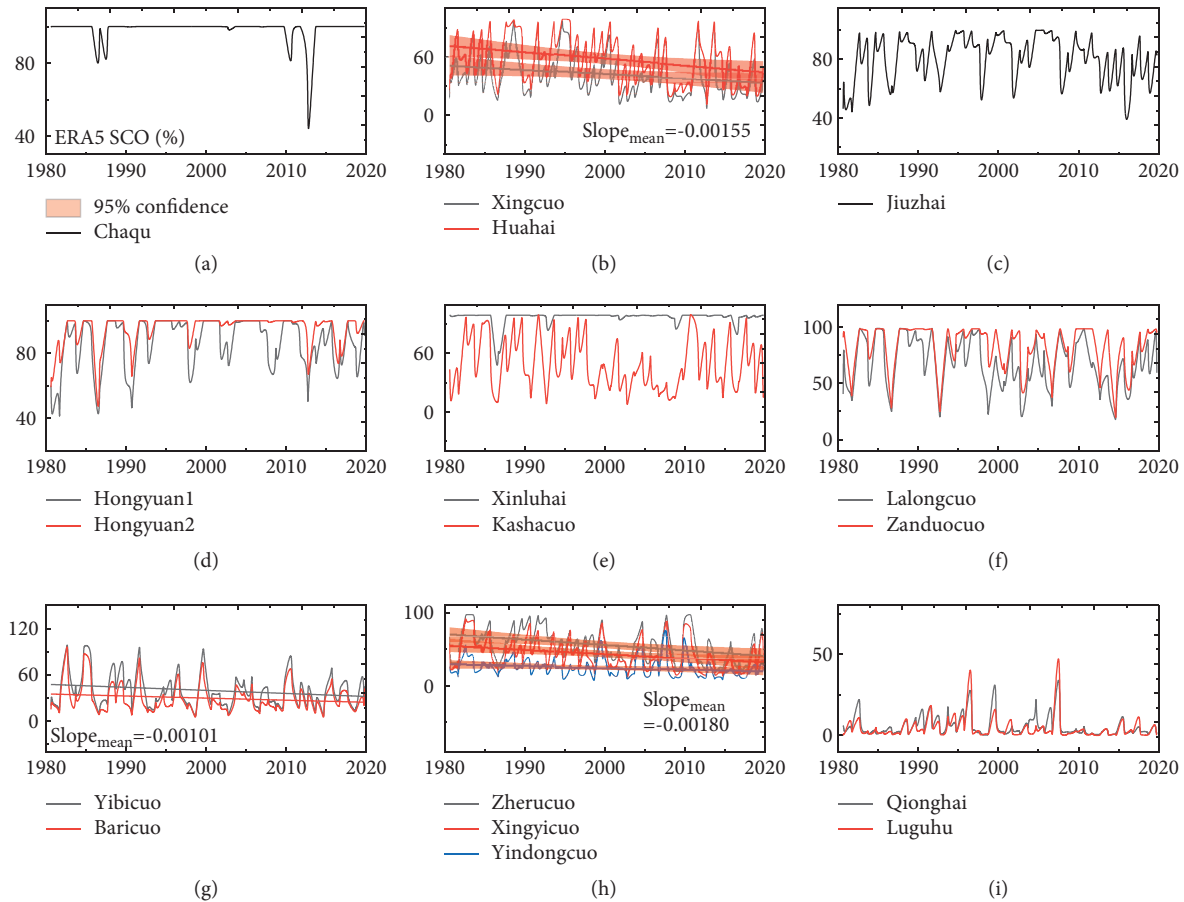 80
40
ERA5 SCO (%)
1980 1990 2000 2010 2020
95% confidence
Chaqu
(a)
60
0
Slopemean=-0.00155
1980 1990 2000 2010 2020
Xingcuo
Huahai
(b)
80
40
1980 1990 2000 2010 2020
Jiuzhai
(c)
80
40
1980 1990 2000 2010 2020
Hongyuan1
Hongyuan2
(d)
60
0
1980 1990 2000 2010 2020
Xinluhai
Kashacuo
(e)
100
50
0
1980 1990 2000 2010 2020
Lalongcuo
Zanduocuo
(f)
120
60
0
Slopemean=-0.00101
1980 1990 2000 2010 2020
Yibicuo
Baricuo
(g)
100
0
Slopemean
=-0.00180
1980 1990 2000 2010 2020
Zherucuo
Xingyicuo
Yindongcuo
(h)
50
0
1980 1990 2000 2010 2020
Qionghai
Luguhu
(i)